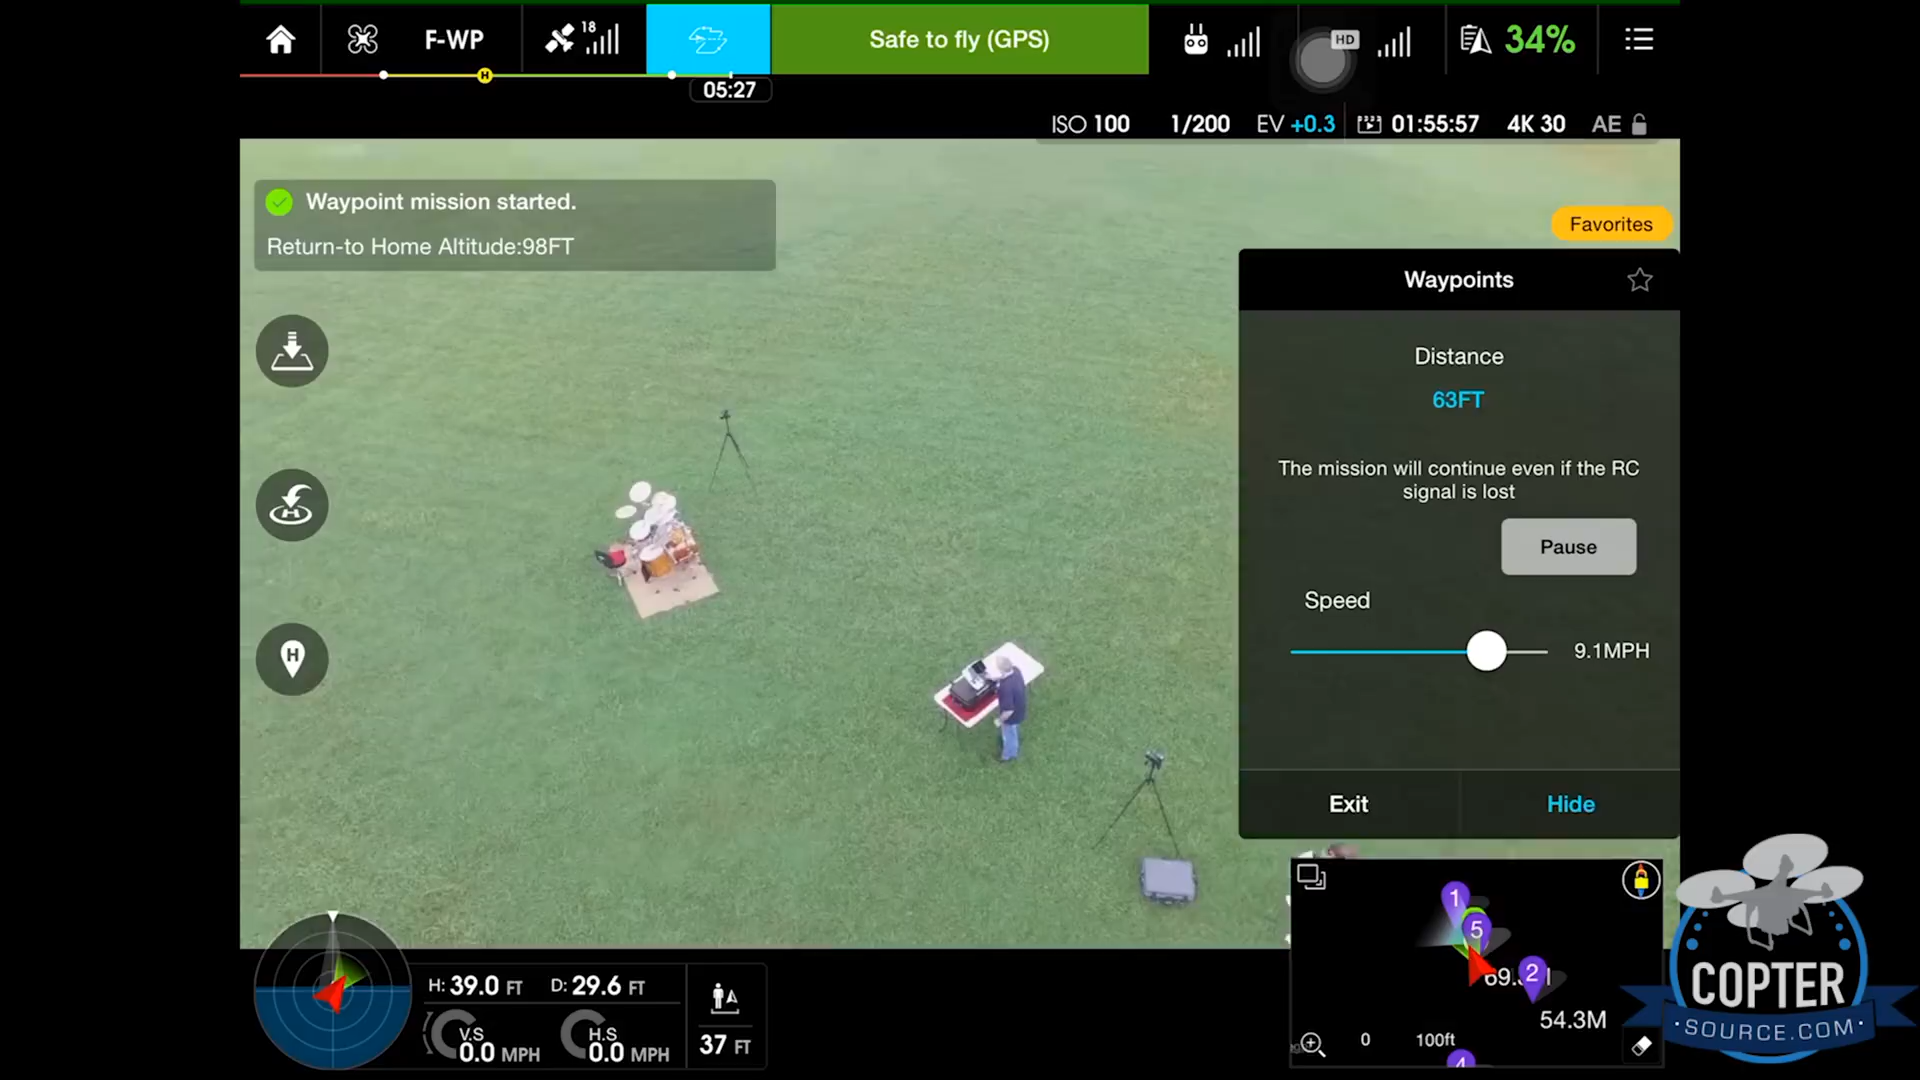 F-WP
18
Safe to fly (GPS)
HD
34%
H
05:27
ISO 100
1/200
EV +0.3
01:55:57
4K 30
AE
Waypoint mission started.
Return-to Home Altitude:98FT
Favorites
Waypoints
Distance
63FT
The mission will continue even if the RC
signal is lost
Pause
Speed
9.1MPH
Exit
Hide
H
H
H: 39.0 FT
D: 29.6 FT
V.S
0.0 MPH
H.S
0.0 MPH
37 FT
1
5
2
54.3M
0
100ft
4
COPTER
SOURCE.COM